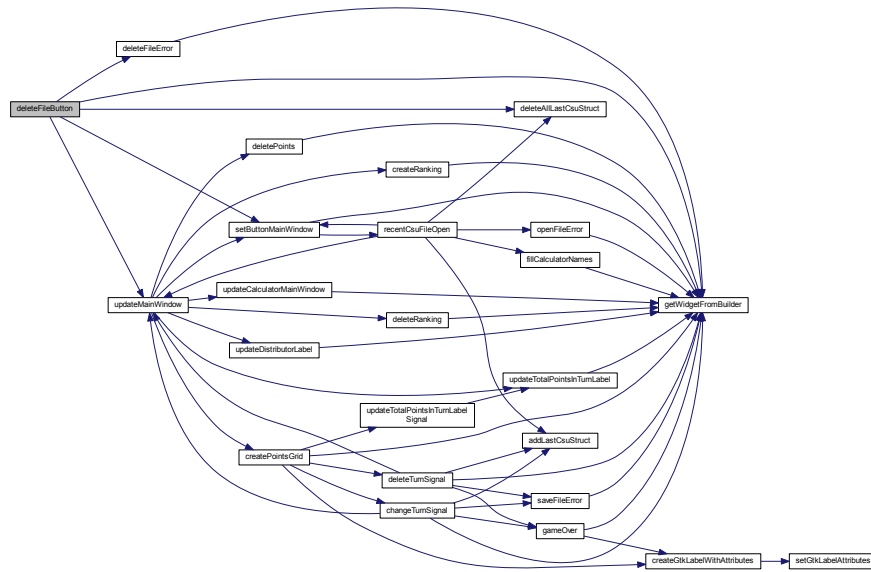 deleteFileError
deleteFileButton
deleteAllLastCsuStruct
deletePoints
createRanking
setButtonMainWindow
recentCsuFileOpen
openFileError
fillCalculatorNames
updateCalculatorMainWindow
updateMainWindow
getWidgetFromBuilder
deleteRanking
updateDistributorLabel
updateTotalPointsInTurnLabel
updateTotalPointsInTurnLabel
Signal
addLastCsuStruct
createPointsGrid
deleteTurnSignal
saveFileError
changeTurnSignal
gameOver
createGtkLabelWithAttributes
setGtkLabelAttributes